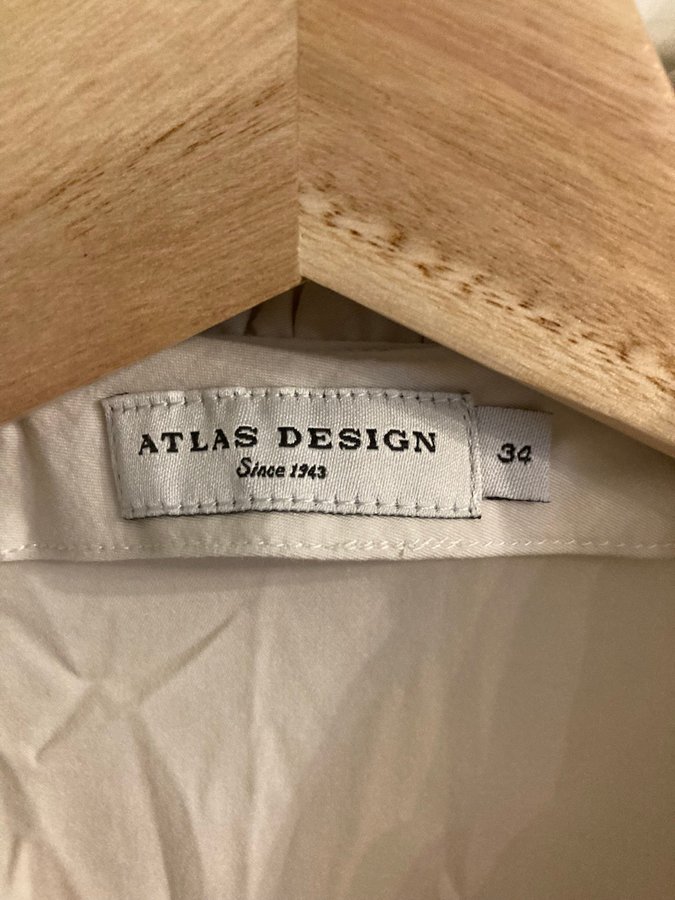 ATLAS DESIGN
Since 1943
34